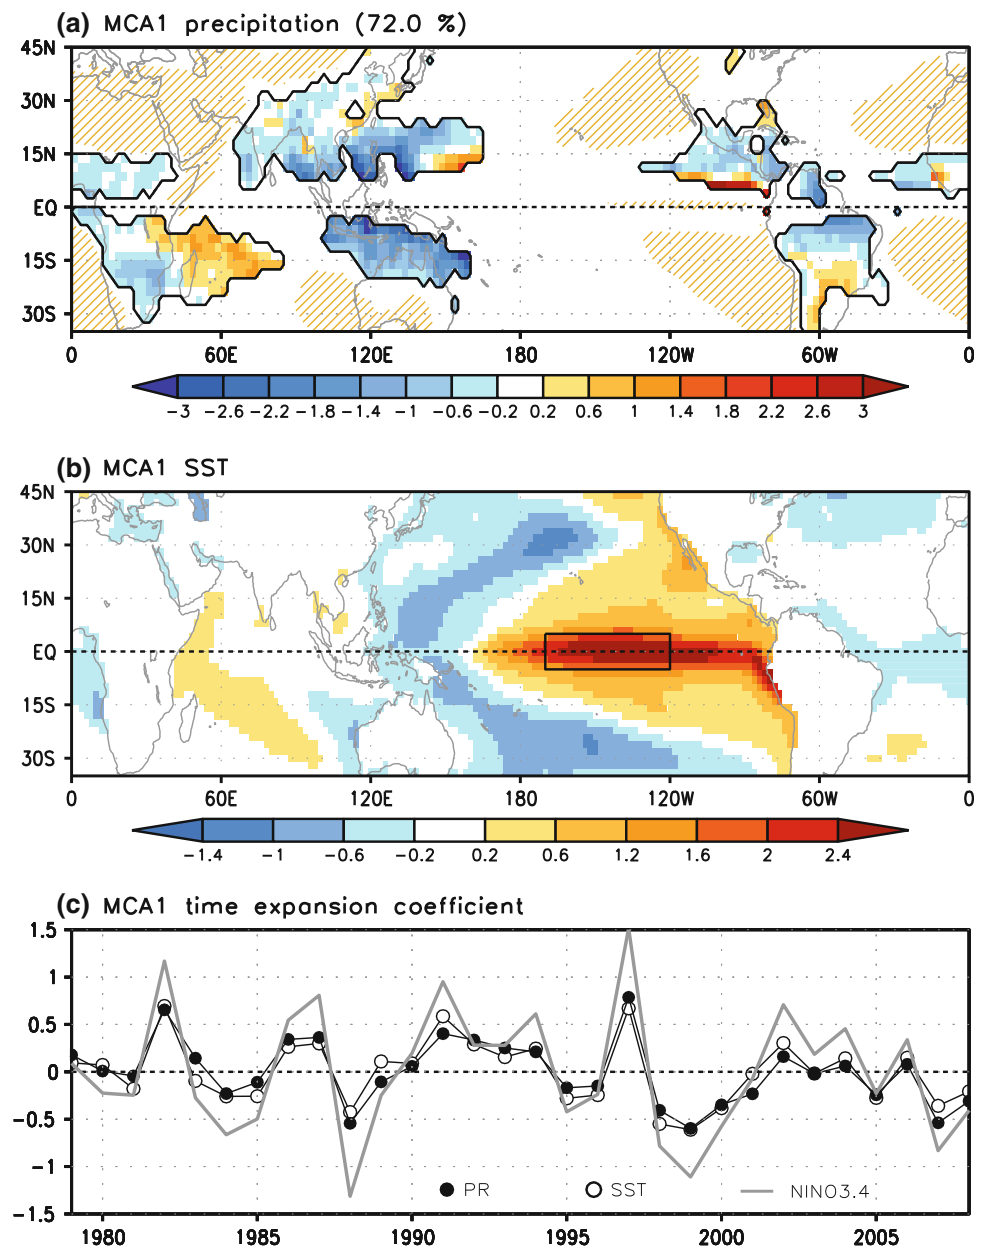 (a) MCA1 precipitation (72.0 %)
45N
30N
15N
EQ
15S
30S
0 60E 120E 180 120W 60W 0
-3 -2.6 -2.2 -1.8 -1.4 -1 -0.6 -0.2 0.2 0.6 1 1.4 1.8 2.2 2.6 3
(b) MCA1 SST
45N
30N
15N
EQ
15S
30S
0 60E 120E 180 120W 60W 0
-1.4 -1 -0.6 -0.2 0.2 0.6 1.2 1.6 2 2.4
(c) MCA1 time expansion coefficient
1.5
1
0.5
0
-0.5
-1
-1.5
PR SST NINO3.4
1980 1985 1990 1995 2000 2005